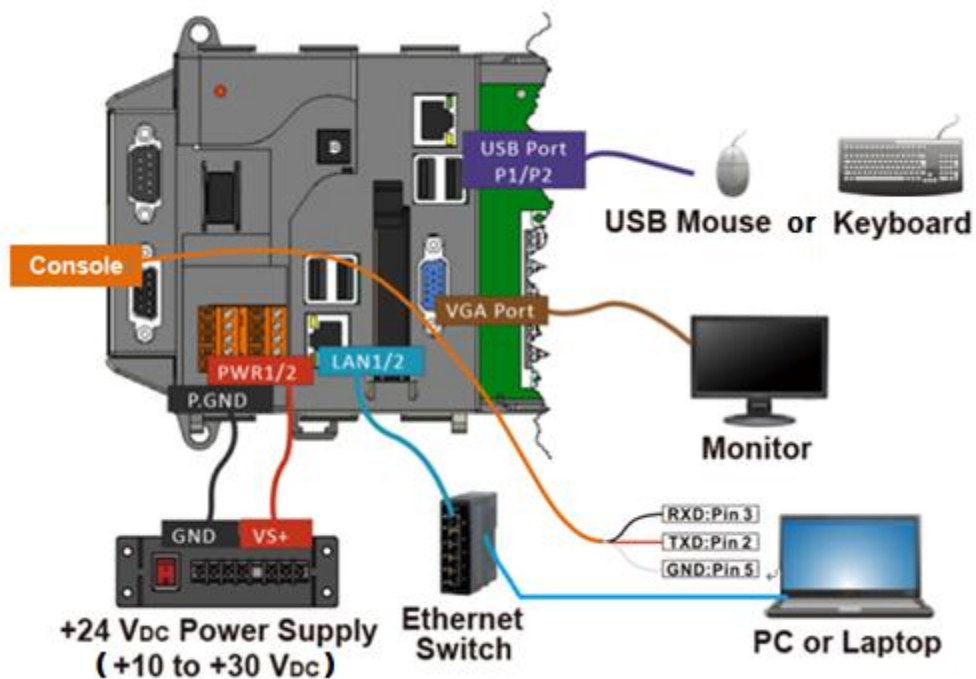 USB Port
P1/P2
USB Mouse or Keyboard
Console
VGA Port
PWR1/2
LAN1/2
P.GND
Monitor
GND
VS+
RXD:Pin 3
TXD:Pin 2
GND:Pin 5
+24 VDC Power Supply
(+10 to +30 VDC)
Ethernet
Switch
PC or Laptop